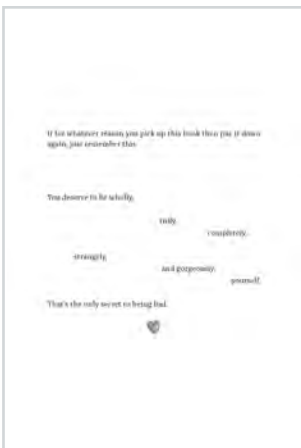 If for whatever reason you pick up this book then put it down
again, just remember this:
You deserve to be wholly,
truly,
completely,
strangely,
and gorgeously,
yourself.
That's the only secret to being